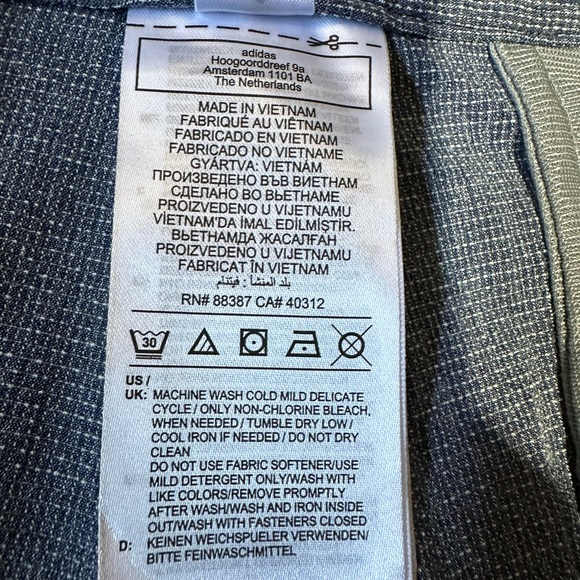 adidas
Hoogoorddreef 9a
Amsterdam 1101 BA
The Netherlands
MADE IN VIETNAM
FABRIQUÉ AU VIÊTNAM
FABRICADO EN VIETNAM
FABRICADO NO VIETNAME
GYÁRTVA: VIETNÁM
ПРОИЗВЕДЕНО ВЪВ ВИЕТНАМ
СДЕЛАНО ВО ВЬЕТНАМЕ
PROIZVEDENO U VIJETNAMU
VİETNAM'DA İMAL EDİLMİŞTİR.
ВЬЕТНАМДА ЖАСАЛҒАН
PROIZVEDENO U VIJETNAMU
FABRICAT ÎN VIETNAM
بلد المنشأ: فيتنام
RN# 88387 CA# 40312
30
US /
UK: MACHINE WASH COLD MILD DELICATE
CYCLE / ONLY NON-CHLORINE BLEACH,
WHEN NEEDED / TUMBLE DRY LOW /
COOL IRON IF NEEDED / DO NOT DRY
CLEAN
DO NOT USE FABRIC SOFTENER/USE
MILD DETERGENT ONLY/WASH WITH
LIKE COLORS/REMOVE PROMPTLY
AFTER WASH/WASH AND IRON INSIDE
OUT/WASH WITH FASTENERS CLOSED
D: KEINEN WEICHSPUELER VERWENDEN/
BITTE FEINWASCHMITTEL